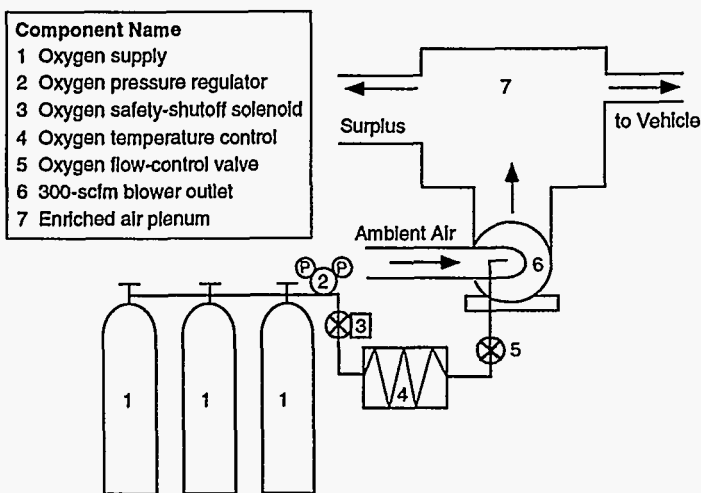 Component Name
1 Oxygen supply
2 Oxygen pressure regulator
3 Oxygen safety-shutoff solenoid
4 Oxygen temperature control
5 Oxygen flow-control valve
6 300-scfm blower outlet
7 Enriched air plenum
7
Surplus
to Vehicle
Ambient Air
6
P P
2
3
5
4
1 1 1